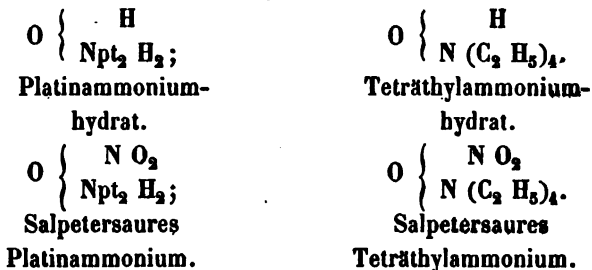 O { H
Npt₂ H₂;
Platinammonium-
hydrat.
O { H
N (C₂ H₅)₄.
Teträthylammonium-
hydrat.
O { N O₂
Npt₂ H₂;
Salpetersaures
Platinammonium.
O { N O₂
N (C₂ H₅)₄.
Salpetersaures
Teträthylammonium.